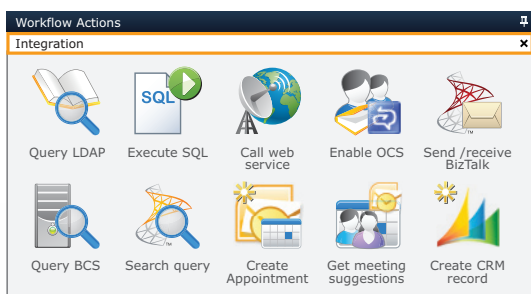 Workflow Actions
Integration
SQL
Query LDAP Execute SQL Call web service Enable OCS Send /receive BizTalk
Query BCS Search query Create Appointment Get meeting suggestions Create CRM record